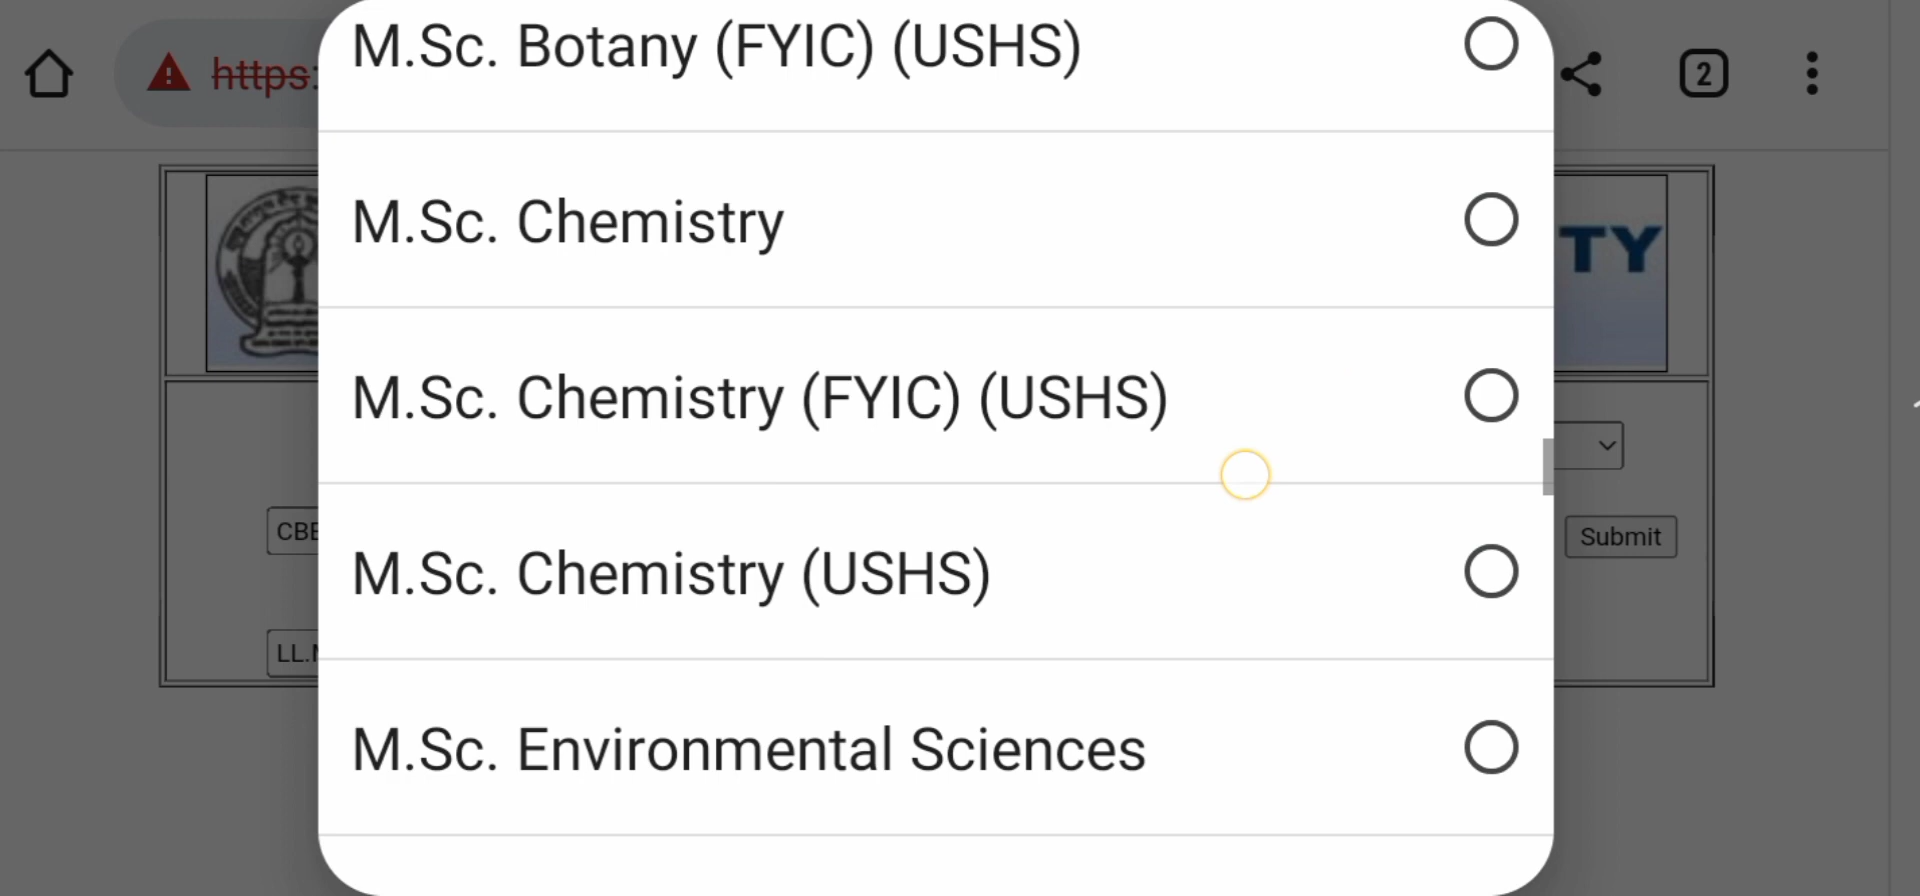 M.Sc. Botany (FYIC) (USHS)
https:
2
M.Sc. Chemistry
TY
M.Sc. Chemistry (FYIC) (USHS)
CBE
M.Sc. Chemistry (USHS)
Submit
LL.M
M.Sc. Environmental Sciences